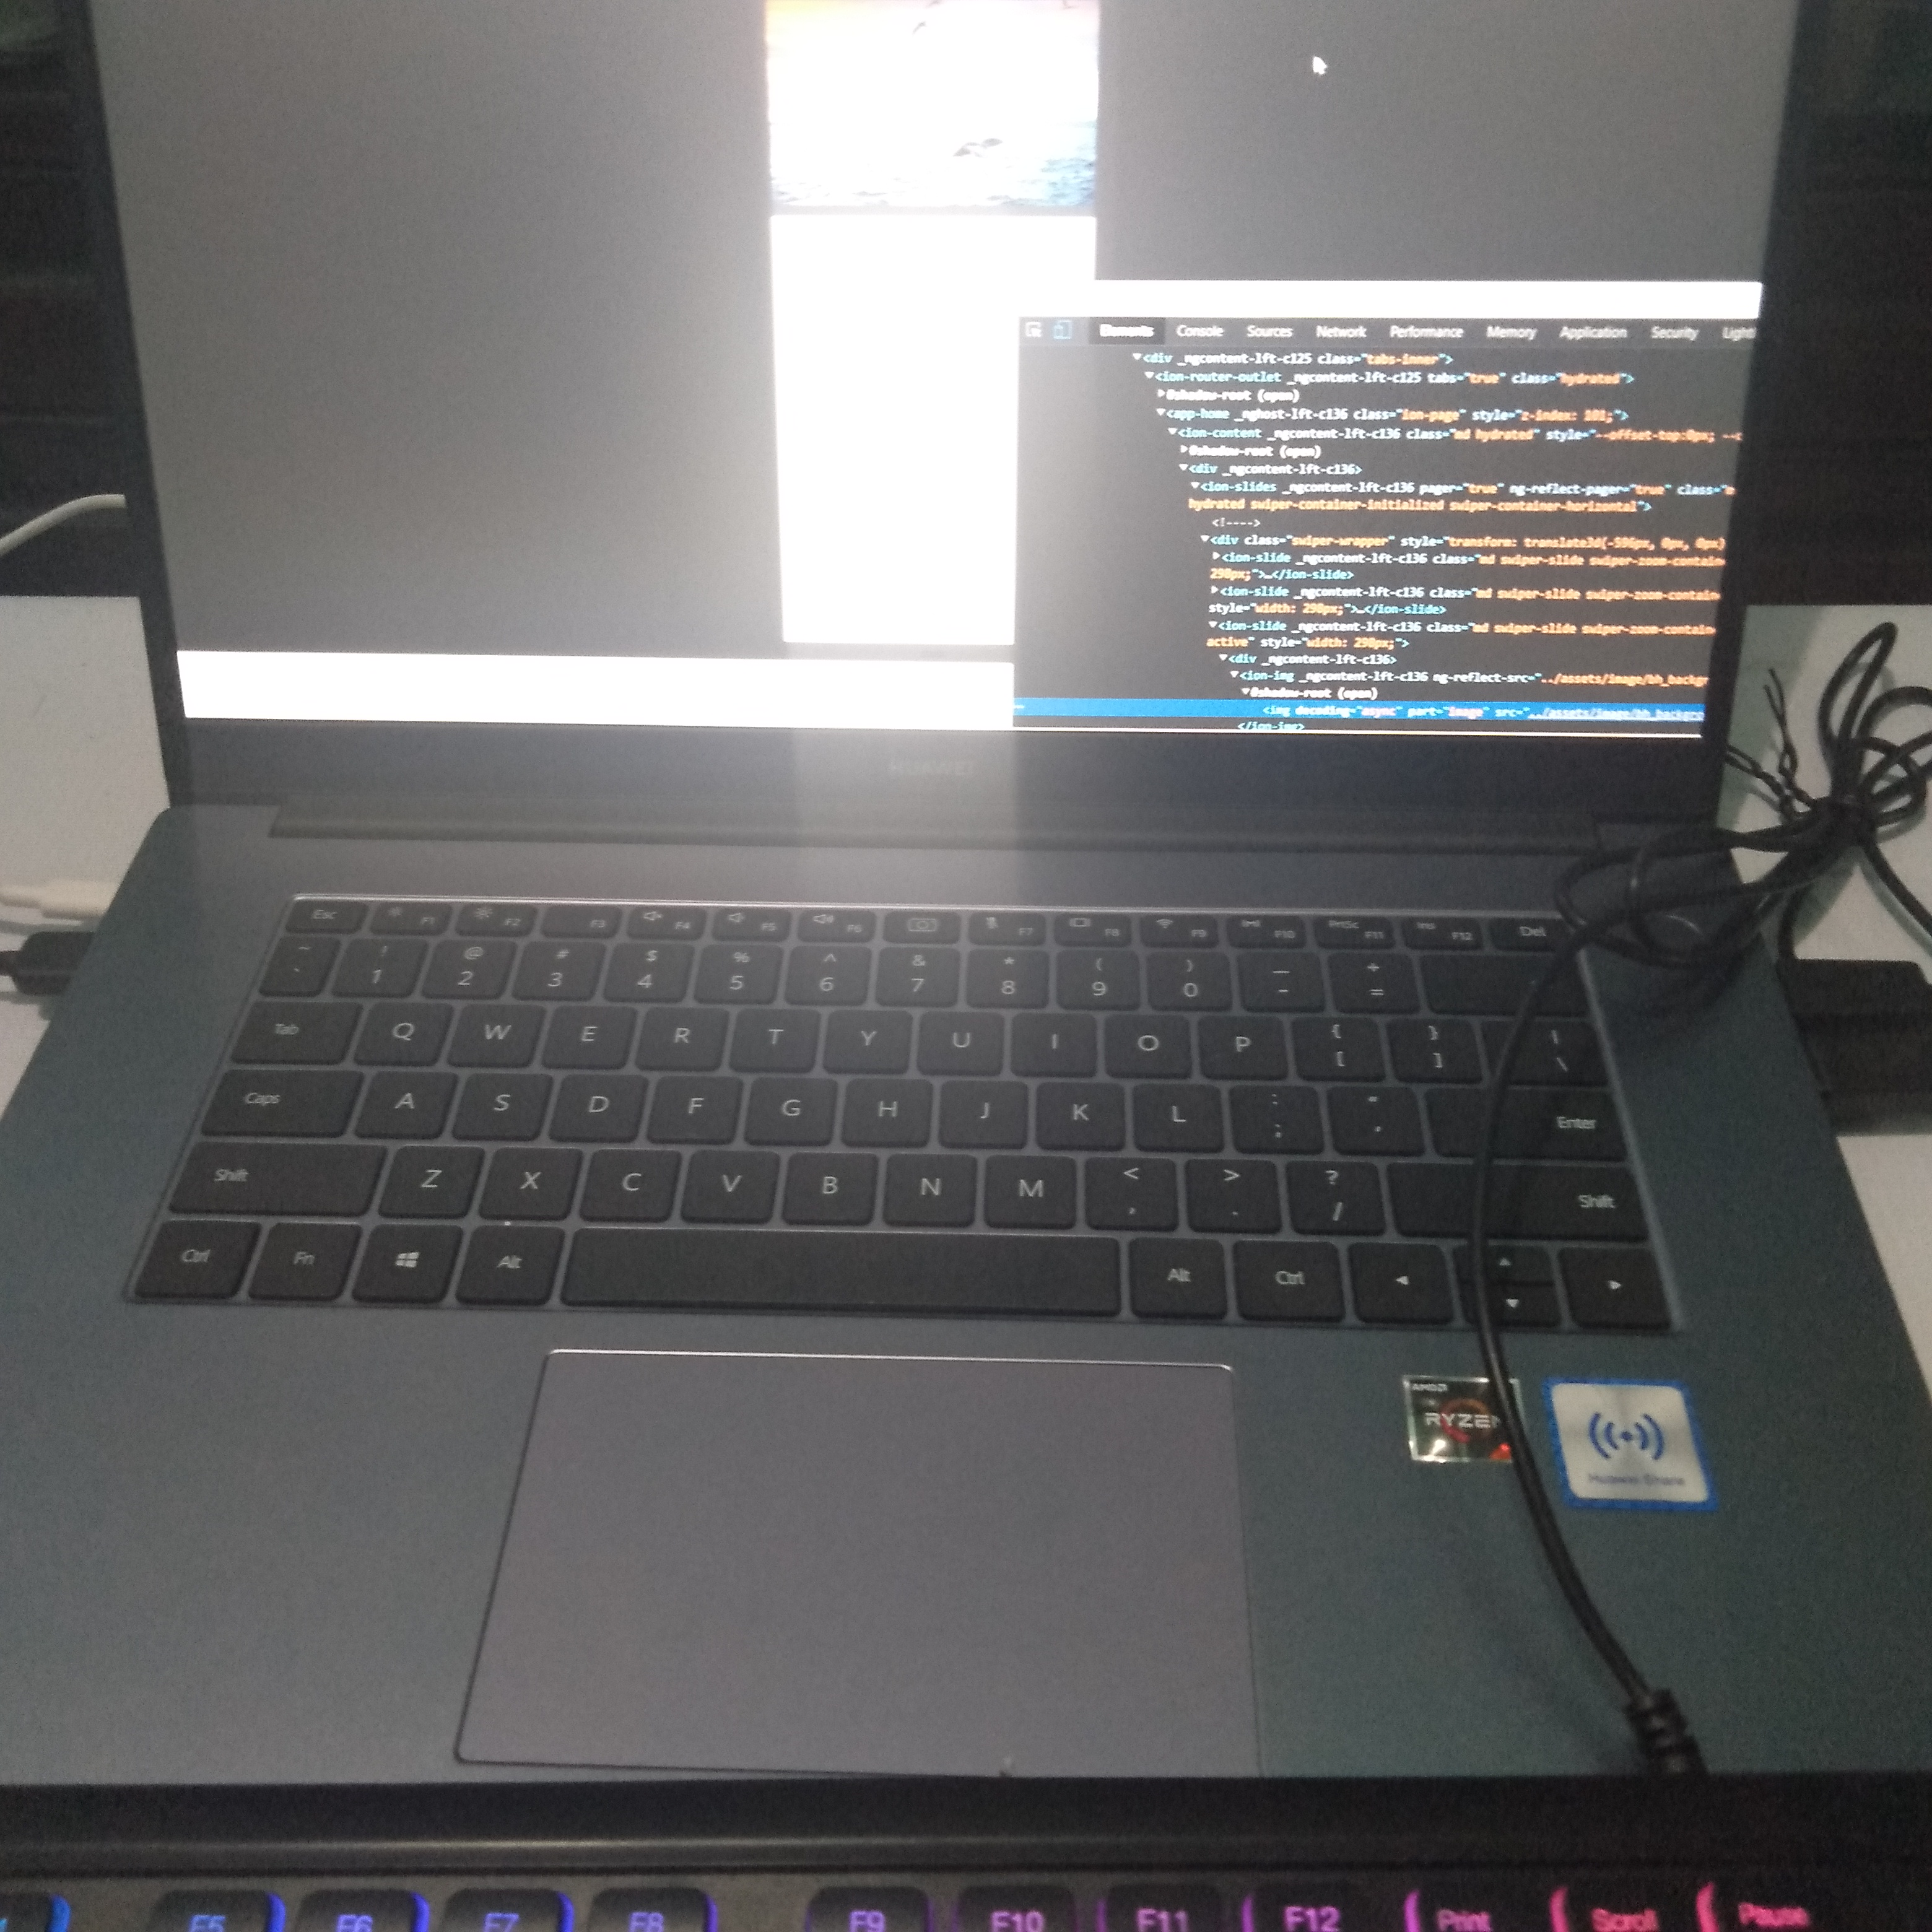 Elements Console Sources Network Performance Memory Application Security Light
<div _ngcontent-lft-c125 class="tabs-inner">
<ion-router-outlet _ngcontent-lft-c125 tabs="true" class="hydrated">
#shadow-root (open)
<app-home _nghost-lft-c136 class="ion-page" style="z-index: 101;">
<ion-content _ngcontent-lft-c136 class="md hydrated" style="--offset-top:0px;
#shadow-root (open)
<div _ngcontent-lft-c136>
<ion-slides _ngcontent-lft-c136 pager="true" ng-reflect-pager="true" class="m
hydrated swiper-container-initialized swiper-container-horizontal">
<!---->
<div class="swiper-wrapper" style="transform: translate3d(-596px, 0px, 0px)
<ion-slide _ngcontent-lft-c136 class="md swiper-slide swiper-zoom-contain
298px;">…</ion-slide>
<ion-slide _ngcontent-lft-c136 class="md swiper-slide swiper-zoom-contain
style="width: 298px;">…</ion-slide>
<ion-slide _ngcontent-lft-c136 class="md swiper-slide swiper-zoom-contain
active" style="width: 298px;">
<div _ngcontent-lft-c136>
<ion-img _ngcontent-lft-c136 ng-reflect-src="../assets/image/bh_backgr
#shadow-root (open)
<img decoding="async" part="image" src="../assets/image/bh_backgro
</ion-img>
HUAWEI
Esc F1 F2 F3 F4 F5 F6 F7 F8 F9 F10 PrtSc F11 Ins F12 Del
~ ! @ # $ % ^ & * ( ) — +
` 1 2 3 4 5 6 7 8 9 0 - =
Tab Q W E R T Y U I O P { [ } ] | \
Caps A S D F G H J K L : ; " ' Enter
Shift Z X C V B N M < , > . ? / Shift
Ctrl Fn Alt Alt Ctrl
AMD
RYZEN
Huawei Share
F5 F6 F7 F8 F9 F10 F11 F12 Print Scroll Pause